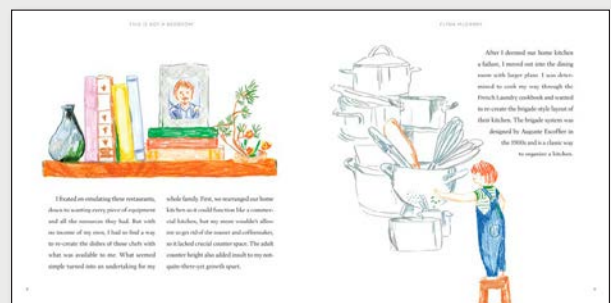 THIS IS NOT A BOOKTOUR?
FLYNN MCGARRY
I fixated on emulating these restaurants,
down to wanting every piece of equipment
and all the resources they had. But with
no income of my own, I had to find a way
to re-create the dishes of those chefs with
what was available to me. What seemed
simple turned into an undertaking for my
whole family. First, we rearranged our home
kitchen so it could function like a commer-
cial kitchen, but my mom wouldn't allow
me to get rid of the toaster and coffeemaker,
so it lacked crucial counter space. The adult
counter height also added insult to my not-
quite-there-yet growth spurt.
After I deemed our home kitchen
a failure, I moved out into the dining
room with larger plans. I was deter-
mined to cook my way through the
French Laundry cookbook and wanted
to re-create the brigade-style layout of
their kitchen. The brigade system was
designed by Auguste Escoffier in
the 1900s and is a classic way
to organize a kitchen.